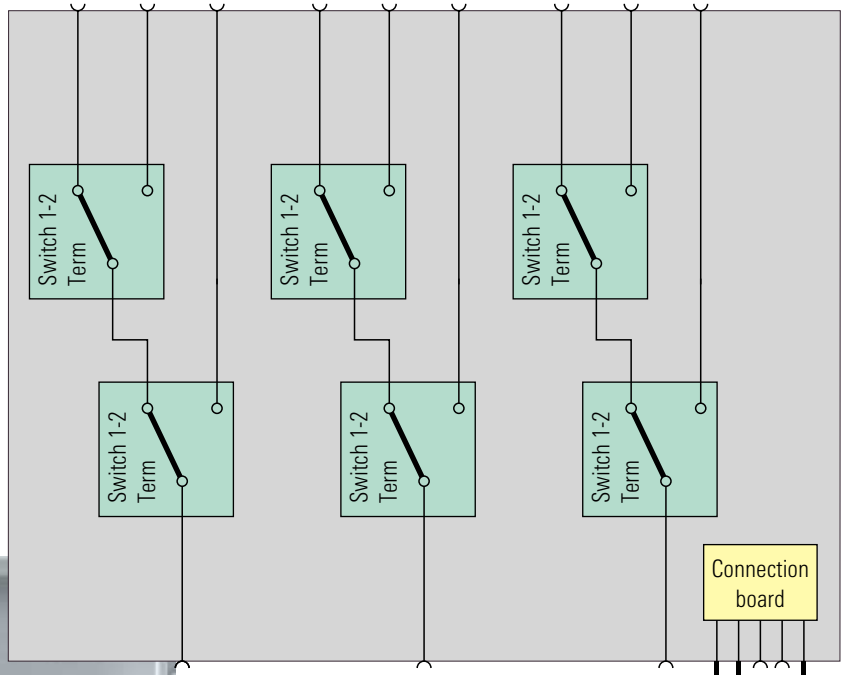 Switch 1-2
Term
Switch 1-2
Term
Switch 1-2
Term
Switch 1-2
Term
Switch 1-2
Term
Switch 1-2
Term
Connection
board